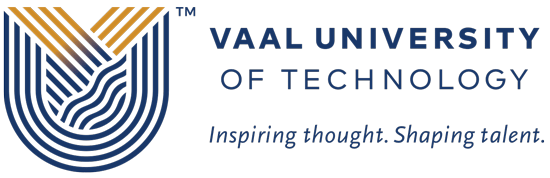 TM
VAAL UNIVERSITY
OF TECHNOLOGY
Inspiring thought. Shaping talent.